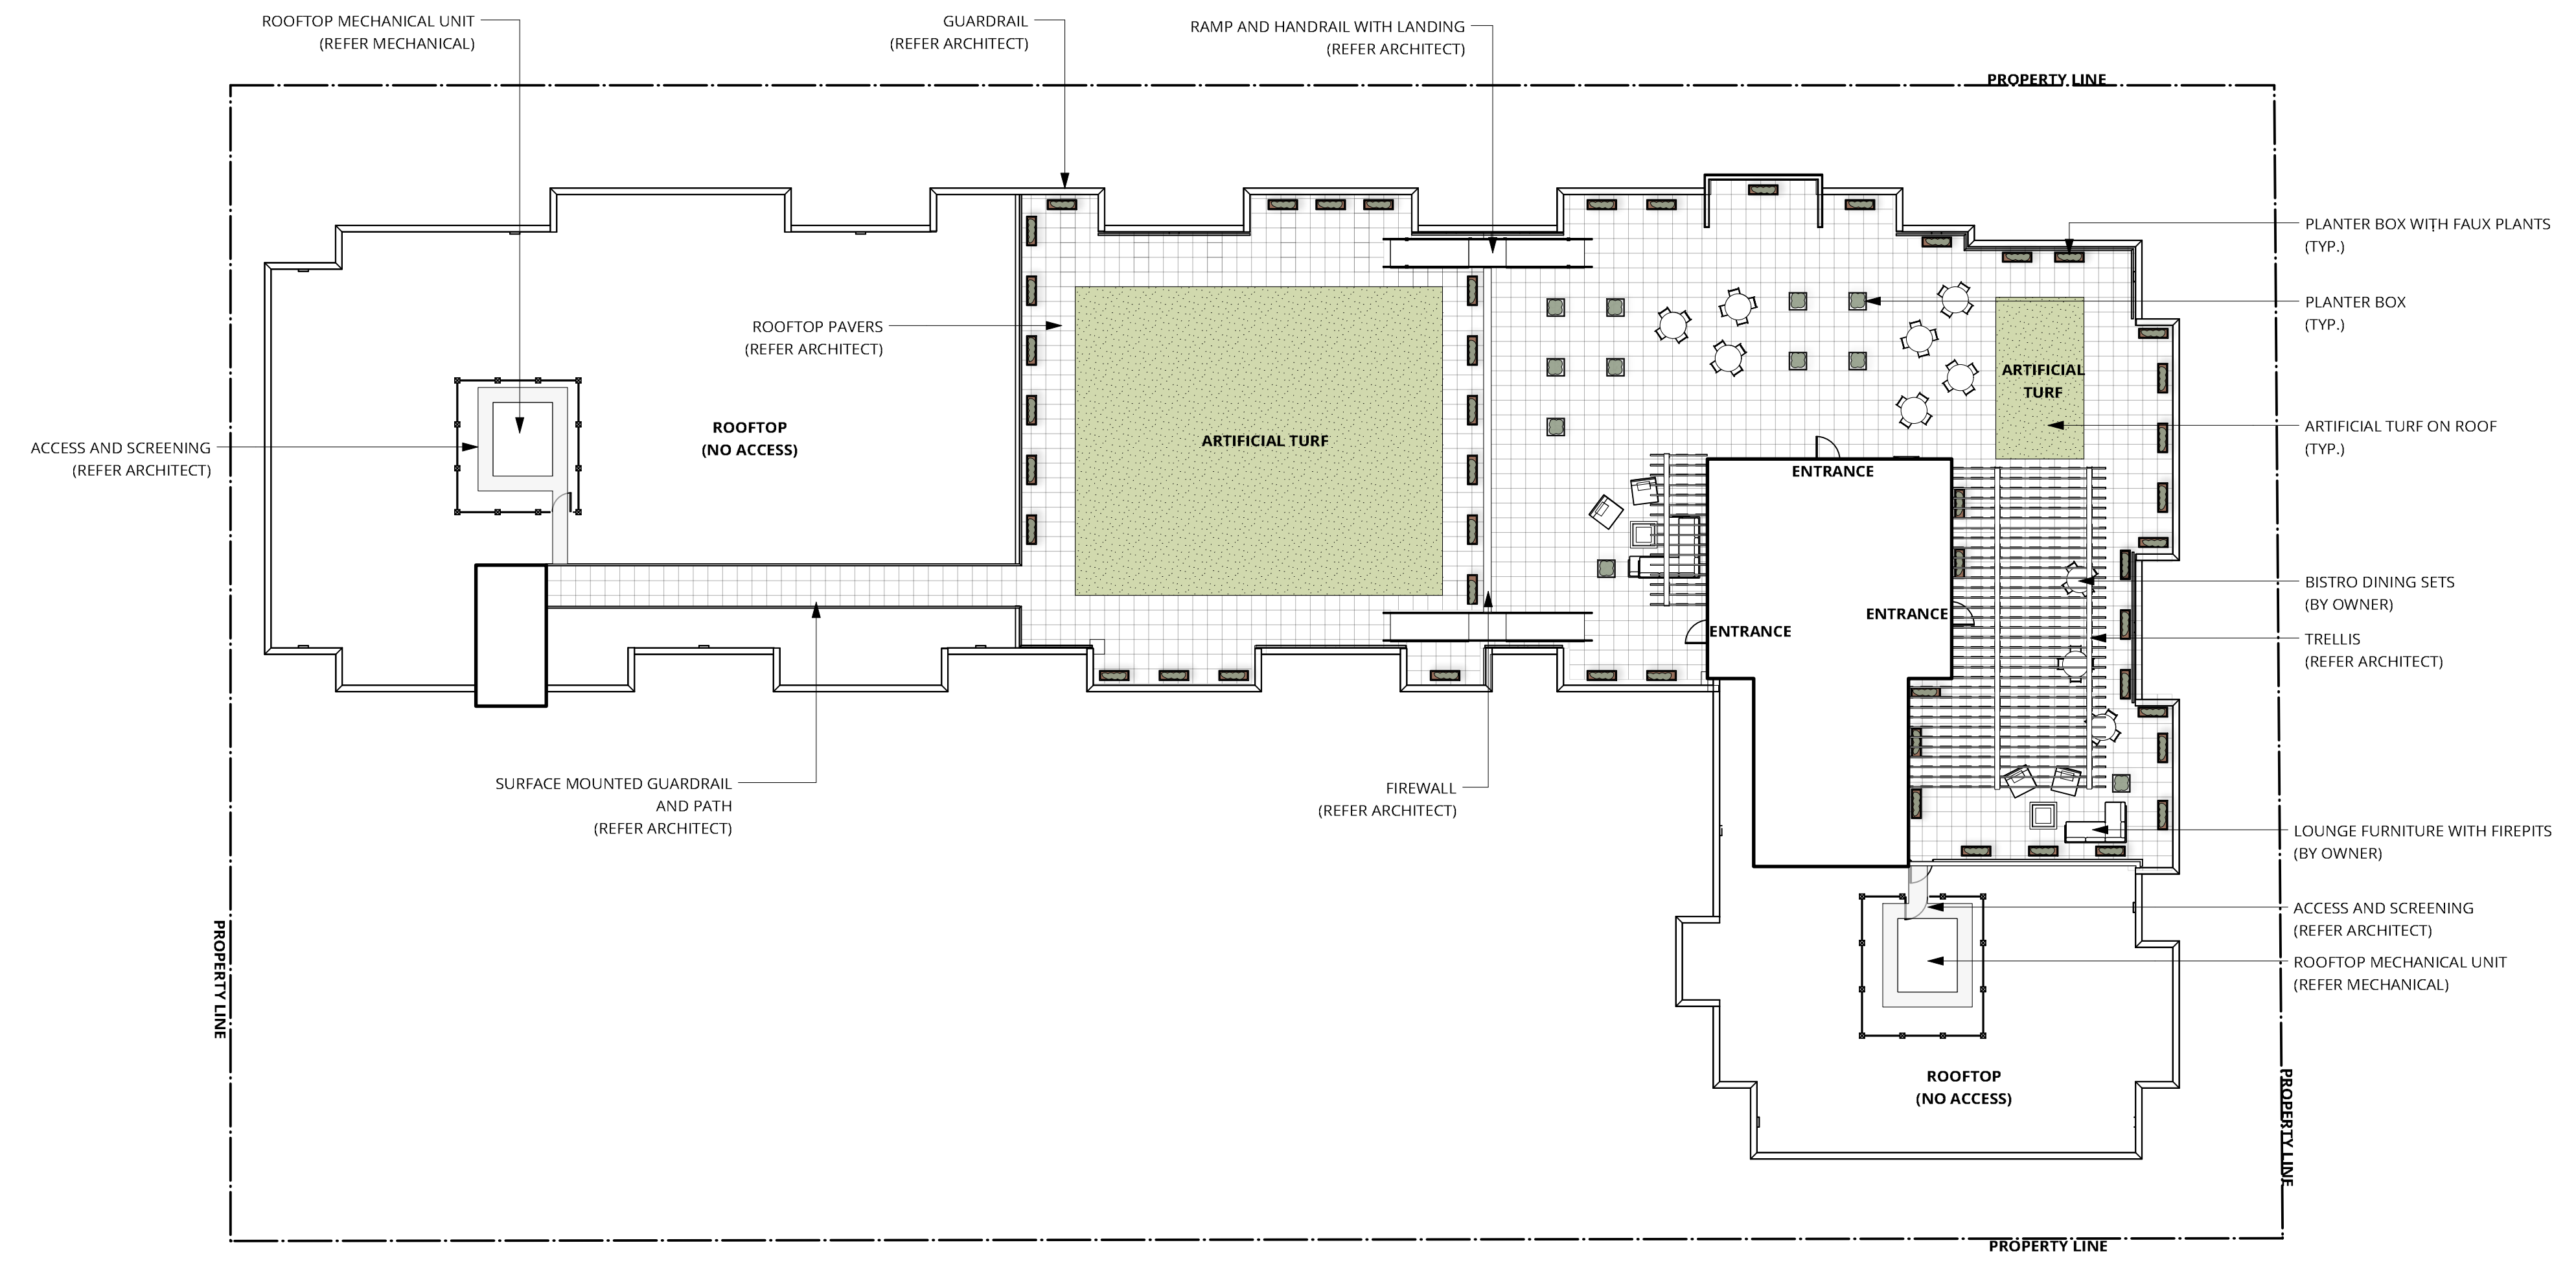 ROOFTOP MECHANICAL UNIT
(REFER MECHANICAL)
GUARDRAIL
(REFER ARCHITECT)
RAMP AND HANDRAIL WITH LANDING
(REFER ARCHITECT)
PROPERTY LINE
PLANTER BOX WITH FAUX PLANTS
(TYP.)
PLANTER BOX
(TYP.)
ROOFTOP PAVERS
(REFER ARCHITECT)
ARTIFICIAL
TURF
ROOFTOP
(NO ACCESS)
ARTIFICIAL TURF
ARTIFICIAL TURF ON ROOF
(TYP.)
ACCESS AND SCREENING
(REFER ARCHITECT)
ENTRANCE
ENTRANCE
ENTRANCE
BISTRO DINING SETS
(BY OWNER)
TRELLIS
(REFER ARCHITECT)
SURFACE MOUNTED GUARDRAIL
AND PATH
(REFER ARCHITECT)
FIREWALL
(REFER ARCHITECT)
LOUNGE FURNITURE WITH FIREPITS
(BY OWNER)
ACCESS AND SCREENING
(REFER ARCHITECT)
ROOFTOP MECHANICAL UNIT
(REFER MECHANICAL)
PROPERTY LINE
ROOFTOP
(NO ACCESS)
PROPERTY LINE
PROPERTY LINE